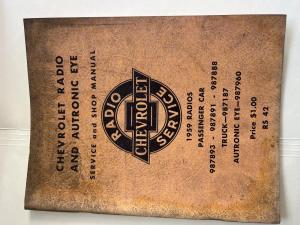 CHEVROLET RADIO
AND AUTRONIC EYE
SERVICE and SHOP MANUAL
RADIO
CHEVROLET
SERVICE
1959 RADIOS
PASSENGER CAR
987893 - 987891 - 987888
TRUCK—987187
AUTRONIC EYE—987960
Price $1.00
RS 42